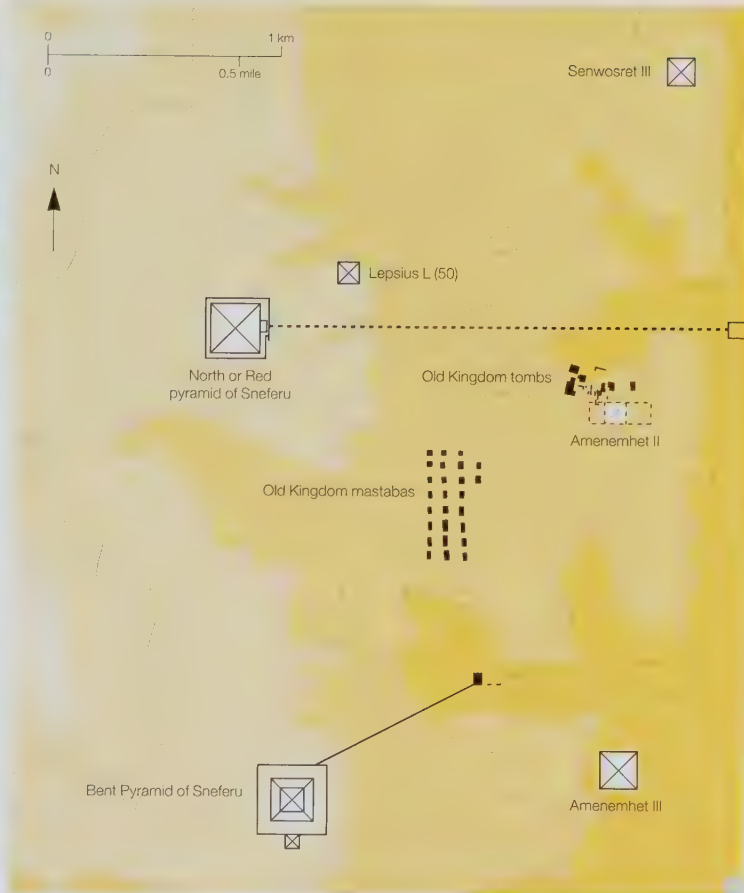 0 1 km
0 0.5 mile
Senwosret III
N
Lepsius L (50)
North or Red
pyramid of Sneferu
Old Kingdom tombs
Amenemhet II
Old Kingdom mastabas
Bent Pyramid of Sneferu
Amenemhet III